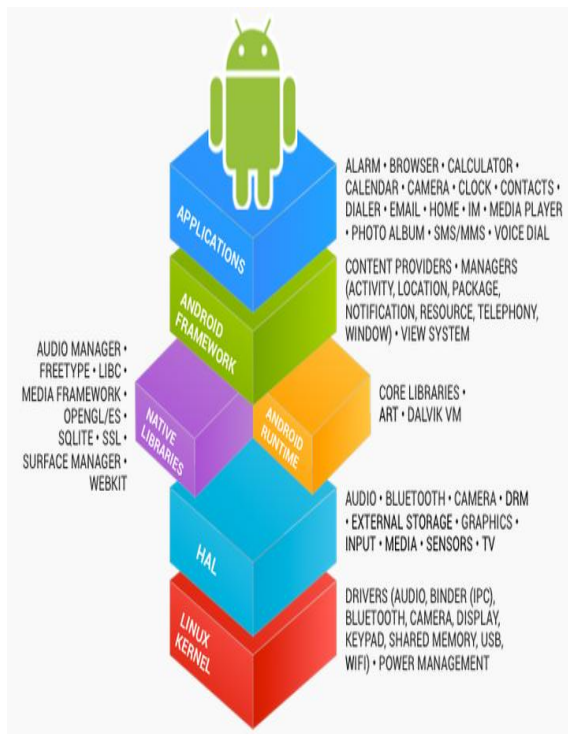 ALARM • BROWSER • CALCULATOR •
CALENDAR • CAMERA • CLOCK • CONTACTS •
DIALER • EMAIL • HOME • IM • MEDIA PLAYER
• PHOTO ALBUM • SMS/MMS • VOICE DIAL
APPLICATIONS
CONTENT PROVIDERS • MANAGERS
(ACTIVITY, LOCATION, PACKAGE,
NOTIFICATION, RESOURCE, TELEPHONY,
WINDOW) • VIEW SYSTEM
ANDROID
FRAMEWORK
AUDIO MANAGER •
FREETYPE • LIBC •
MEDIA FRAMEWORK •
OPENGL/ES •
SQLITE • SSL •
SURFACE MANAGER •
WEBKIT
NATIVE
LIBRARIES
ANDROID
RUNTIME
CORE LIBRARIES •
ART • DALVIK VM
AUDIO • BLUETOOTH • CAMERA • DRM
• EXTERNAL STORAGE • GRAPHICS •
INPUT • MEDIA • SENSORS • TV
HAL
DRIVERS (AUDIO, BINDER (IPC),
BLUETOOTH, CAMERA, DISPLAY,
KEYPAD, SHARED MEMORY, USB,
WIFI) • POWER MANAGEMENT
LINUX
KERNEL